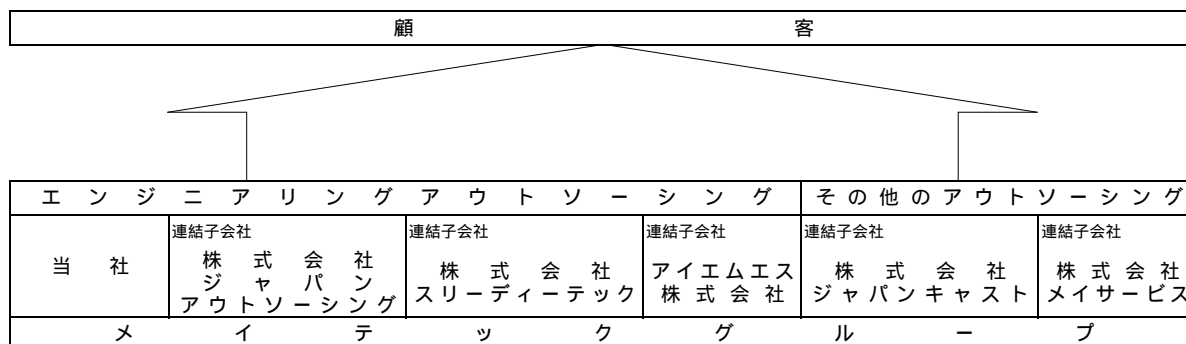 顧客
エンジニアリングアウトソーシング
その他のアウトソーシング
当社
連結子会社
株式会社
ジャパン
アウトソーシング
連結子会社
株式会社
スリーディーテック
連結子会社
アイエムエス
株式会社
連結子会社
株式会社
ジャパンキャスト
連結子会社
株式会社
メイサービス
メイテックグループ